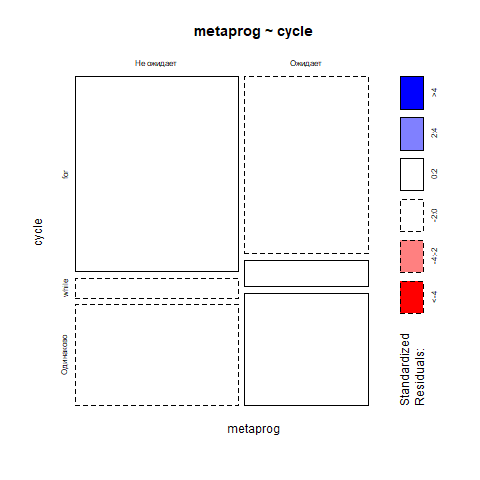 metaprog ~ cycle
Не ожидает
Ожидает
for
while
Одинаково
cycle
metaprog
>4
2:4
0:2
-2:0
-4:-2
<-4
Standardized
Residuals: